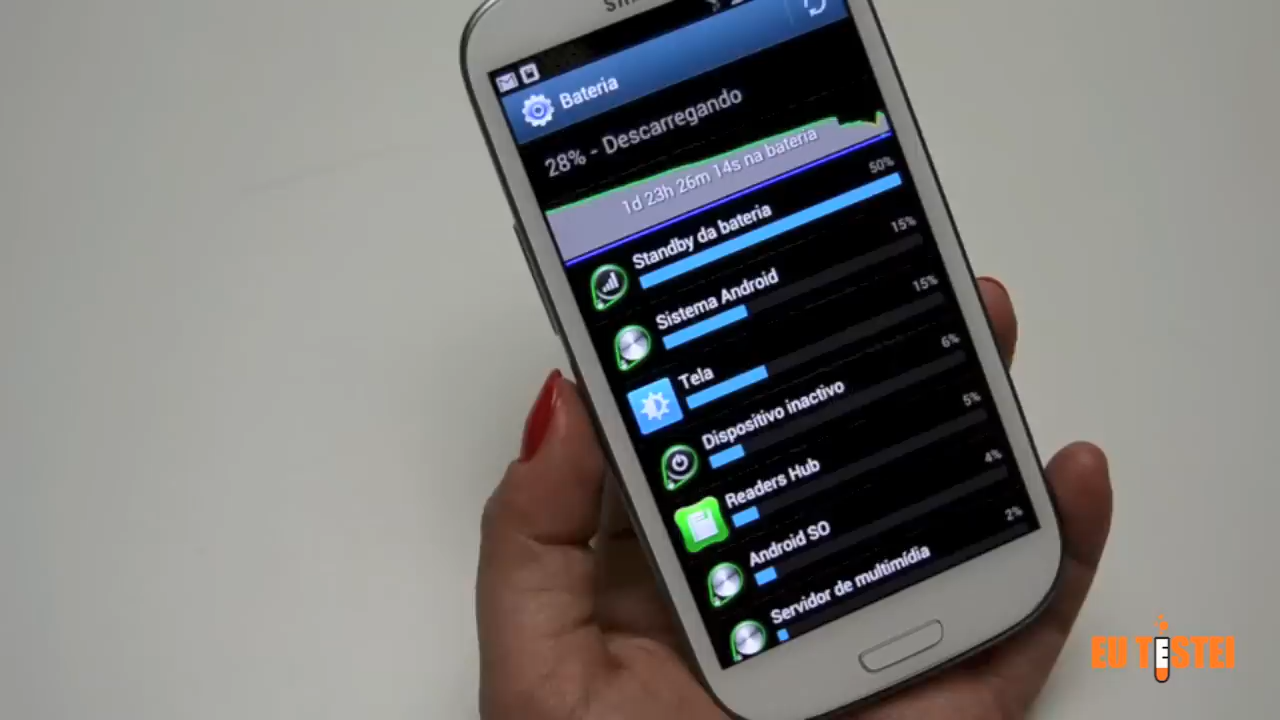 Bateria
28% - Descarregando
1d 23h 26m 14s na bateria
Standby da bateria 50%
Sistema Android 15%
Tela 15%
Dispositivo inactivo 6%
Readers Hub 5%
Android SO 4%
Servidor de multimídia 2%
EU TESTEI